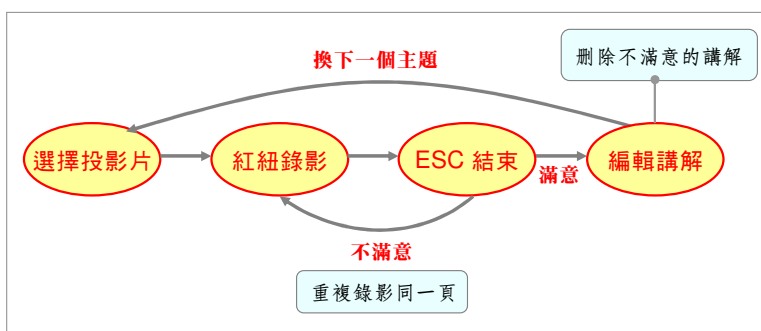 換下一個主題
删除不滿意的講解
選擇投影片
紅紐錄影
ESC 結束
滿意
編輯講解
不滿意
重複錄影同一頁